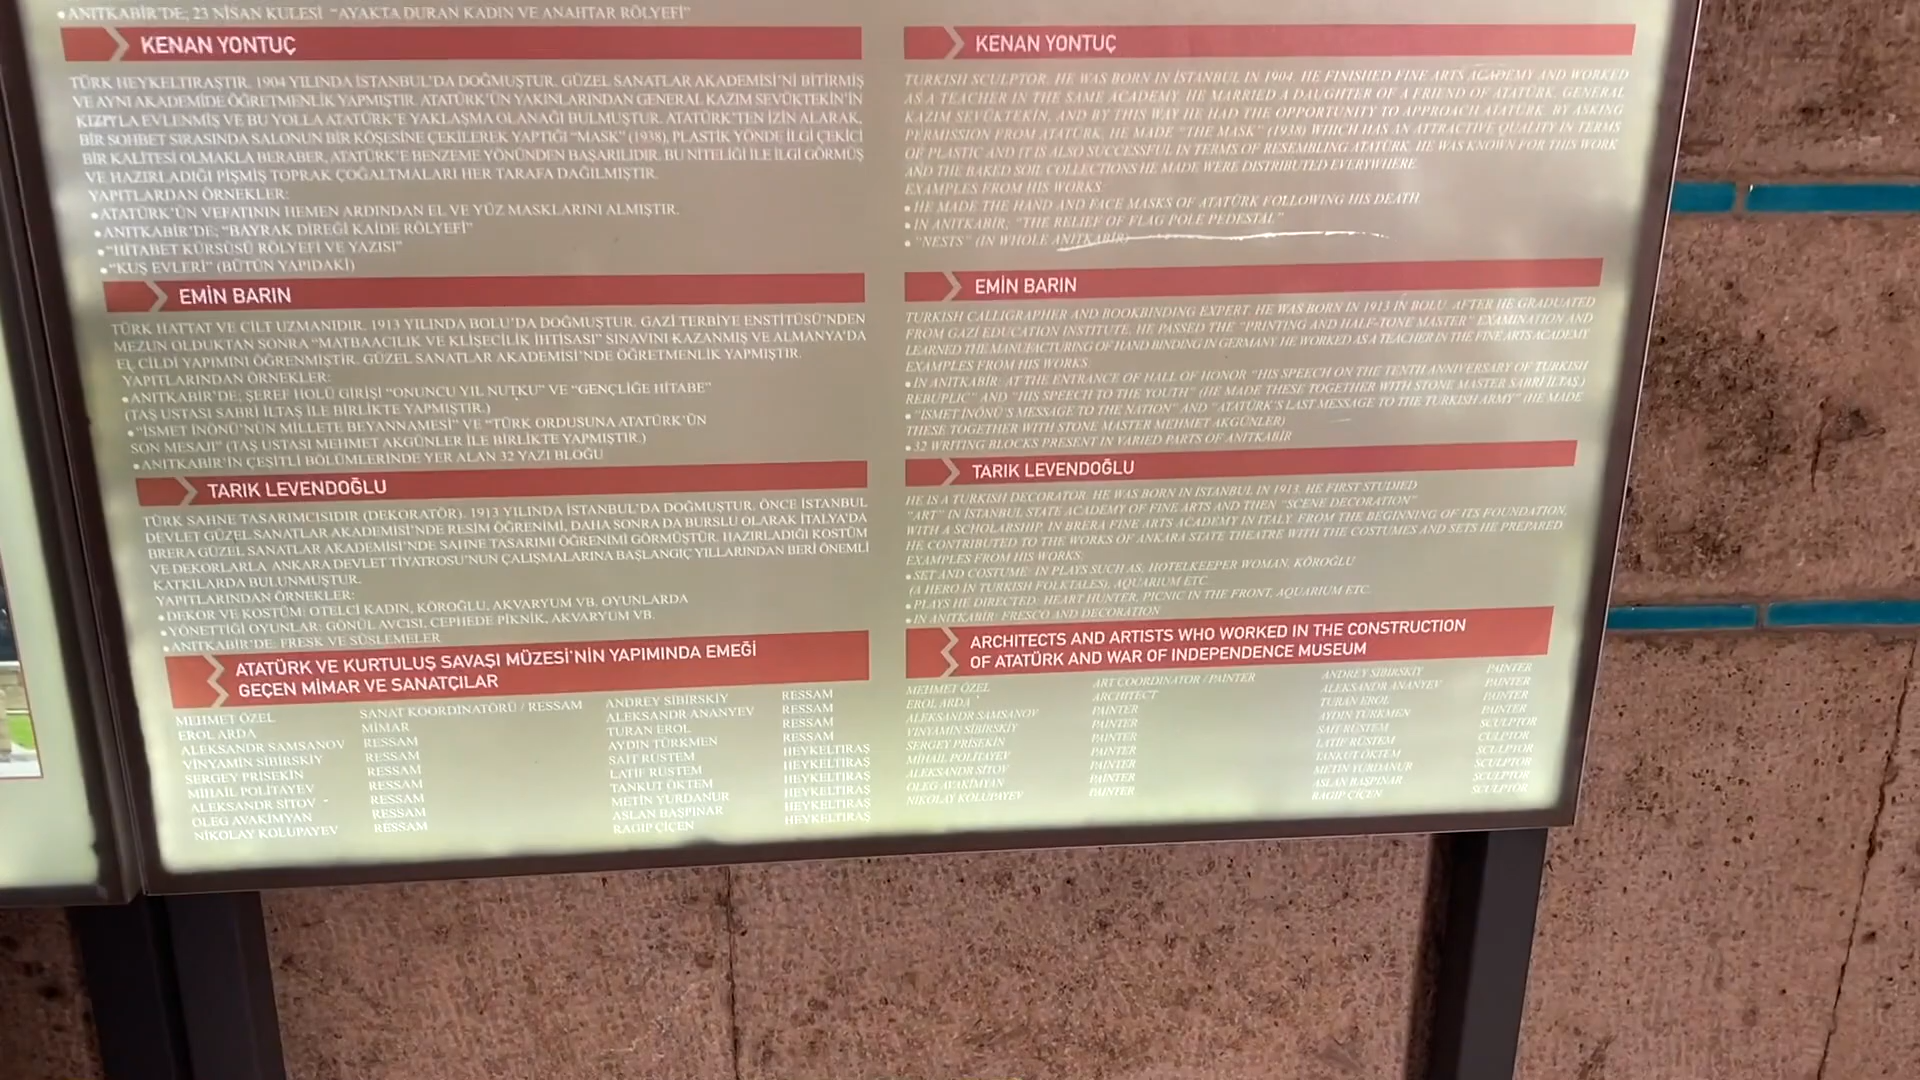 •ANITKABİR'DE; 23 NİSAN KULESİ "AYAKTA DURAN KADIN VE ANAHTAR RÖLYEFİ"
KENAN YONTUÇ
TÜRK HEYKELTIRAŞTIR. 1904 YILINDA İSTANBUL'DA DOĞMUŞTUR. GÜZEL SANATLAR AKADEMİSİ'Nİ BİTİRMİŞ
VE AYNI AKADEMİDE ÖĞRETMENLİK YAPMIŞTIR. ATATÜRK'ÜN YAKINLARINDAN GENERAL KAZIM SEVÜKTEKİN'İN
KIZIYLA EVLENMİŞ VE BU YOLLA ATATÜRK'E YAKLAŞMA OLANAĞI BULMUŞTUR. ATATÜRK'TEN İZİN ALARAK,
BİR SOHBET SIRASINDA SALONUN BİR KÖŞESİNE ÇEKİLEREK YAPTIĞI "MASK" (1938), PLASTİK YÖNDE İLGİ ÇEKİCİ
BİR KALİTESİ OLMAKLA BERABER, ATATÜRK'E BENZEME YÖNÜNDEN BAŞARILIDIR. BU NİTELİĞİ İLE İLGİ GÖRMÜŞ
VE HAZIRLADIĞI PİŞMİŞ TOPRAK ÇOĞALTMALARI HER TARAFA DAĞILMIŞTIR.
YAPITLARDAN ÖRNEKLER:
•ATATÜRK'ÜN VEFATININ HEMEN ARDINDAN EL VE YÜZ MASKLARINI ALMIŞTIR.
•ANITKABİR'DE; "BAYRAK DİREĞİ KAİDE RÖLYEFİ"
•"HİTABET KÜRSÜSÜ RÖLYEFİ VE YAZISI"
•"KUŞ EVLERİ" (BÜTÜN YAPIDAKİ)
EMİN BARIN
TÜRK HATTAT VE CİLT UZMANIDIR. 1913 YILINDA BOLU'DA DOĞMUŞTUR. GAZİ TERBİYE ENSTİTÜSÜ'NDEN
MEZUN OLDUKTAN SONRA "MATBAACILIK VE KLİŞECİLİK İHTİSASI" SINAVINI KAZANMIŞ VE ALMANYA'DA
EL CİLDİ YAPIMINI ÖĞRENMİŞTİR. GÜZEL SANATLAR AKADEMİSİ'NDE ÖĞRETMENLİK YAPMIŞTIR.
YAPITLARINDAN ÖRNEKLER:
•ANITKABİR'DE; ŞEREF HOLÜ GİRİŞİ "ONUNCU YIL NUTKU" VE "GENÇLİĞE HİTABE"
(TAŞ USTASI SABRİ İLTAŞ İLE BİRLİKTE YAPMIŞTIR.)
•"İSMET İNÖNÜ'NÜN MİLLETE BEYANNAMESİ" VE "TÜRK ORDUSUNA ATATÜRK'ÜN
SON MESAJI" (TAŞ USTASI MEHMET AKGÜNLER İLE BİRLİKTE YAPMIŞTIR.)
•ANITKABİR'İN ÇEŞİTLİ BÖLÜMLERİNDE YER ALAN 32 YAZI BLOĞU
TARIK LEVENDOĞLU
TÜRK SAHNE TASARIMCISIDIR (DEKORATÖR). 1913 YILINDA İSTANBUL'DA DOĞMUŞTUR. ÖNCE İSTANBUL
DEVLET GÜZEL SANATLAR AKADEMİSİ'NDE RESİM ÖĞRENİMİ, DAHA SONRA DA BURSLU OLARAK İTALYA'DA
BRERA GÜZEL SANATLAR AKADEMİSİ'NDE SAHNE TASARIMI ÖĞRENİMİ GÖRMÜŞTÜR. HAZIRLADIĞI KOSTÜM
VE DEKORLARLA ANKARA DEVLET TİYATROSU'NUN ÇALIŞMALARINA BAŞLANGIÇ YILLARINDAN BERİ ÖNEMLİ
KATKILARDA BULUNMUŞTUR.
YAPITLARINDAN ÖRNEKLER:
•DEKOR VE KOSTÜM: OTELCİ KADIN, KÖROĞLU, AKVARYUM VB. OYUNLARDA
•YÖNETTİĞİ OYUNLAR: GÖNÜL AVCISI, CEPHEDE PİKNİK, AKVARYUM VB.
•ANITKABİR'DE: FRESK VE SÜSLEMELER
ATATÜRK VE KURTULUŞ SAVAŞI MÜZESİ'NİN YAPIMINDA EMEĞİ
GEÇEN MİMAR VE SANATÇILAR
MEHMET ÖZEL SANAT KOORDİNATÖRÜ / RESSAM ANDREY SİBİRSKİY RESSAM
EROL ARDA MİMAR ALEKSANDR ANANYEV RESSAM
ALEKSANDR SAMSANOV RESSAM TURAN EROL RESSAM
VİNYAMİN SİBİRSKİY RESSAM AYDIN TÜRKMEN RESSAM
SERGEY PRİSEKİN RESSAM SAİT RÜSTEM HEYKELTIRAŞ
MİHAİL POLİTAYEV RESSAM LATİF RÜSTEM HEYKELTIRAŞ
ALEKSANDR SİTOV RESSAM TANKUT ÖKTEM HEYKELTIRAŞ
OLEG AVAKİMYAN RESSAM METİN YURDANUR HEYKELTIRAŞ
NİKOLAY KOLUPAYEV RESSAM ASLAN BAŞPINAR HEYKELTIRAŞ
RAGIP ÇİÇEN HEYKELTIRAŞ
KENAN YONTUÇ
TURKISH SCULPTOR. HE WAS BORN IN İSTANBUL IN 1904. HE FINISHED FINE ARTS ACADEMY AND WORKED
AS A TEACHER IN THE SAME ACADEMY. HE MARRIED A DAUGHTER OF A FRIEND OF ATATÜRK, GENERAL
KAZIM SEVÜKTEKİN, AND BY THIS WAY HE HAD THE OPPORTUNITY TO APPROACH ATATÜRK. BY ASKING
PERMISSION FROM ATATÜRK, HE MADE "THE MASK" (1938) WHICH HAS AN ATTRACTIVE QUALITY IN TERMS
OF PLASTIC AND (IT IS ALSO) SUCCESSFUL IN TERMS OF RESEMBLING ATATÜRK. HE WAS KNOWN FOR THIS WORK
AND THE BAKED SOIL COLLECTIONS HE MADE WERE DISTRIBUTED EVERYWHERE.
EXAMPLES FROM HIS WORKS:
• HE MADE THE HAND AND FACE MASKS OF ATATÜRK FOLLOWING HIS DEATH
• IN ANITKABİR; "THE RELIEF OF FLAG POLE PEDESTAL"
• "NESTS" (IN WHOLE ANITKABİR)
EMİN BARIN
TURKISH CALLIGRAPHER AND BOOKBINDING EXPERT. HE WAS BORN IN 1913 IN BOLU. AFTER HE GRADUATED
FROM GAZİ EDUCATION INSTITUTE, HE PASSED THE "PRINTING AND HALF-TONE MASTER" EXAMINATION AND
LEARNED THE MANUFACTURING OF HAND BINDING IN GERMANY. HE WORKED AS A TEACHER IN THE FINE ARTS ACADEMY
EXAMPLES FROM HIS WORKS:
• IN ANITKABİR: AT THE ENTRANCE OF HALL OF HONOR "HIS SPEECH ON THE TENTH ANNIVERSARY OF TURKISH
REBUPLIC" AND "HIS SPEECH TO THE YOUTH" (HE MADE THESE TOGETHER WITH STONE MASTER SABRİ İLTAŞ.)
• "İSMET İNÖNÜ'S MESSAGE TO THE NATION" AND "ATATÜRK'S LAST MESSAGE TO THE TURKISH ARMY" (HE MADE
THESE TOGETHER WITH STONE MASTER MEHMET AKGÜNLER)
• 32 WRITING BLOCKS PRESENT IN VARIED PARTS OF ANITKABİR
TARIK LEVENDOĞLU
HE IS A TURKISH DECORATOR. HE WAS BORN IN İSTANBUL IN 1913. HE FIRST STUDIED
"ART" IN İSTANBUL STATE ACADEMY OF FINE ARTS AND THEN "SCENE DECORATION"
WITH A SCHOLARSHIP, IN BRERA FINE ARTS ACADEMY IN ITALY. FROM THE BEGINNING OF ITS FOUNDATION,
HE CONTRIBUTED TO THE WORKS OF ANKARA STATE THEATRE WITH THE COSTUMES AND SETS HE PREPARED.
EXAMPLES FROM HIS WORKS:
• SET AND COSTUME: IN PLAYS SUCH AS; HOTELKEEPER WOMAN, KÖROĞLU
(A HERO IN TURKISH FOLKTALES), AQUARIUM ETC.
• PLAYS HE DIRECTED: HEART HUNTER, PICNIC IN THE FRONT, AQUARIUM ETC.
• IN ANITKABİR: FRESCO AND DECORATION
ARCHITECTS AND ARTISTS WHO WORKED IN THE CONSTRUCTION
OF ATATÜRK AND WAR OF INDEPENDENCE MUSEUM
MEHMET ÖZEL ART COORDINATOR / PAINTER ANDREY SİBİRSKİY PAINTER
EROL ARDA ARCHITECT ALEKSANDR ANANYEV PAINTER
ALEKSANDR SAMSANOV PAINTER TURAN EROL PAINTER
VİNYAMİN SİBİRSKİY PAINTER AYDIN TÜRKMEN PAINTER
SERGEY PRİSEKİN PAINTER SAİT RÜSTEM SCULPTOR
MİHAİL POLİTAYEV PAINTER LATİF RÜSTEM CULPTOR
ALEKSANDR SİTOV PAINTER TANKUT ÖKTEM SCULPTOR
OLEG AVAKİMYAN PAINTER METİN YURDANUR SCULPTOR
NİKOLAY KOLUPAYEV PAINTER ASLAN BAŞPINAR SCULPTOR
RAGIP ÇİÇEN SCULPTOR